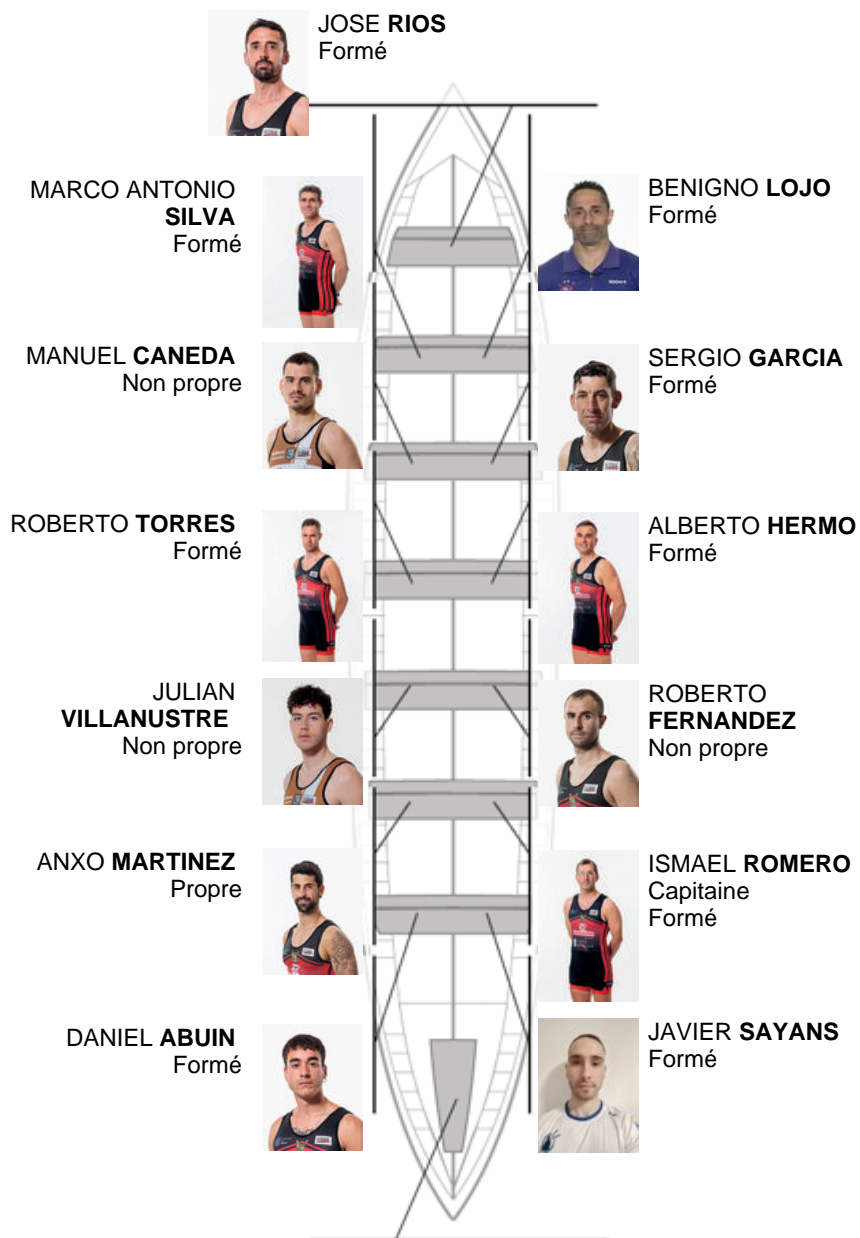 JOSE RIOS
Formé
MARCO ANTONIO
SILVA
Formé
BENIGNO LOJO
Formé
MANUEL CANEDA
Non propre
SERGIO GARCIA
Formé
ROBERTO TORRES
Formé
ALBERTO HERMO
Formé
JULIAN
VILLANUSTRE
Non propre
ROBERTO
FERNANDEZ
Non propre
ANXO MARTINEZ
Propre
ISMAEL ROMERO
Capitaine
Formé
DANIEL ABUIN
Formé
JAVIER SAYANS
Formé